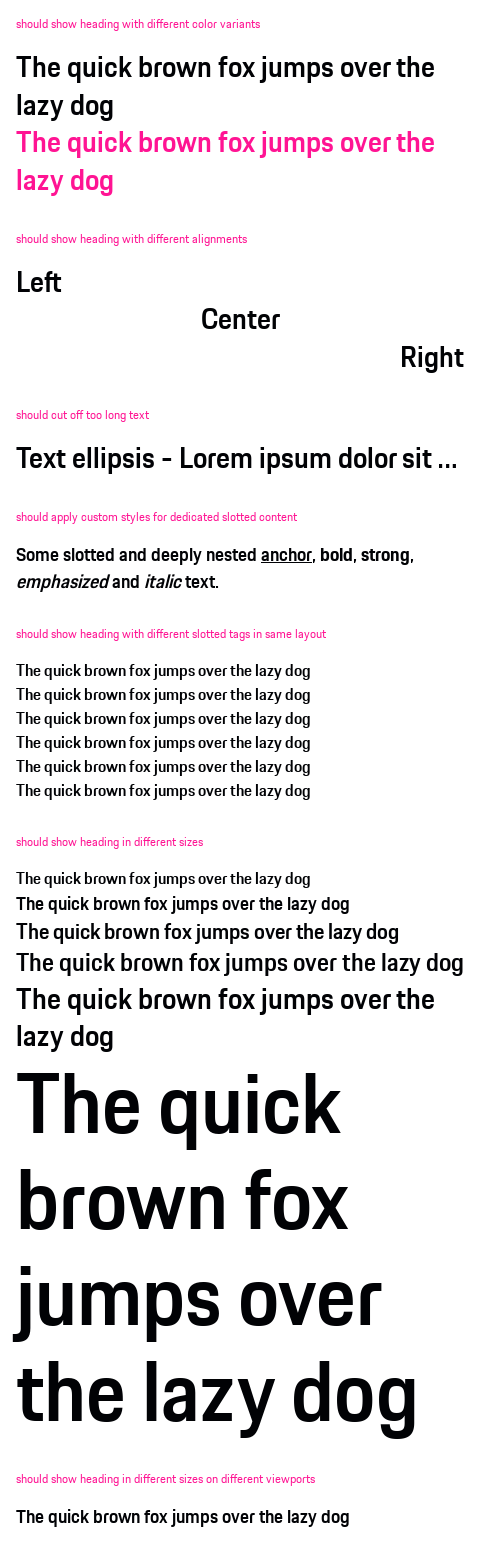 should show heading with different color variants
The quick brown fox jumps over the
lazy dog
The quick brown fox jumps over the
lazy dog
should show heading with different alignments
Left
Center
Right
should cut off too long text
Text ellipsis - Lorem ipsum dolor sit ...
should apply custom styles for dedicated slotted content
Some slotted and deeply nested anchor, bold, strong,
emphasized and italic text.
should show heading with different slotted tags in same layout
The quick brown fox jumps over the lazy dog
The quick brown fox jumps over the lazy dog
The quick brown fox jumps over the lazy dog
The quick brown fox jumps over the lazy dog
The quick brown fox jumps over the lazy dog
The quick brown fox jumps over the lazy dog
should show heading in different sizes
The quick brown fox jumps over the lazy dog
The quick brown fox jumps over the lazy dog
The quick brown fox jumps over the lazy dog
The quick brown fox jumps over the lazy dog
The quick brown fox jumps over the
lazy dog
The quick
brown fox
jumps over
the lazy dog
should show heading in different sizes on different viewports
The quick brown fox jumps over the lazy dog